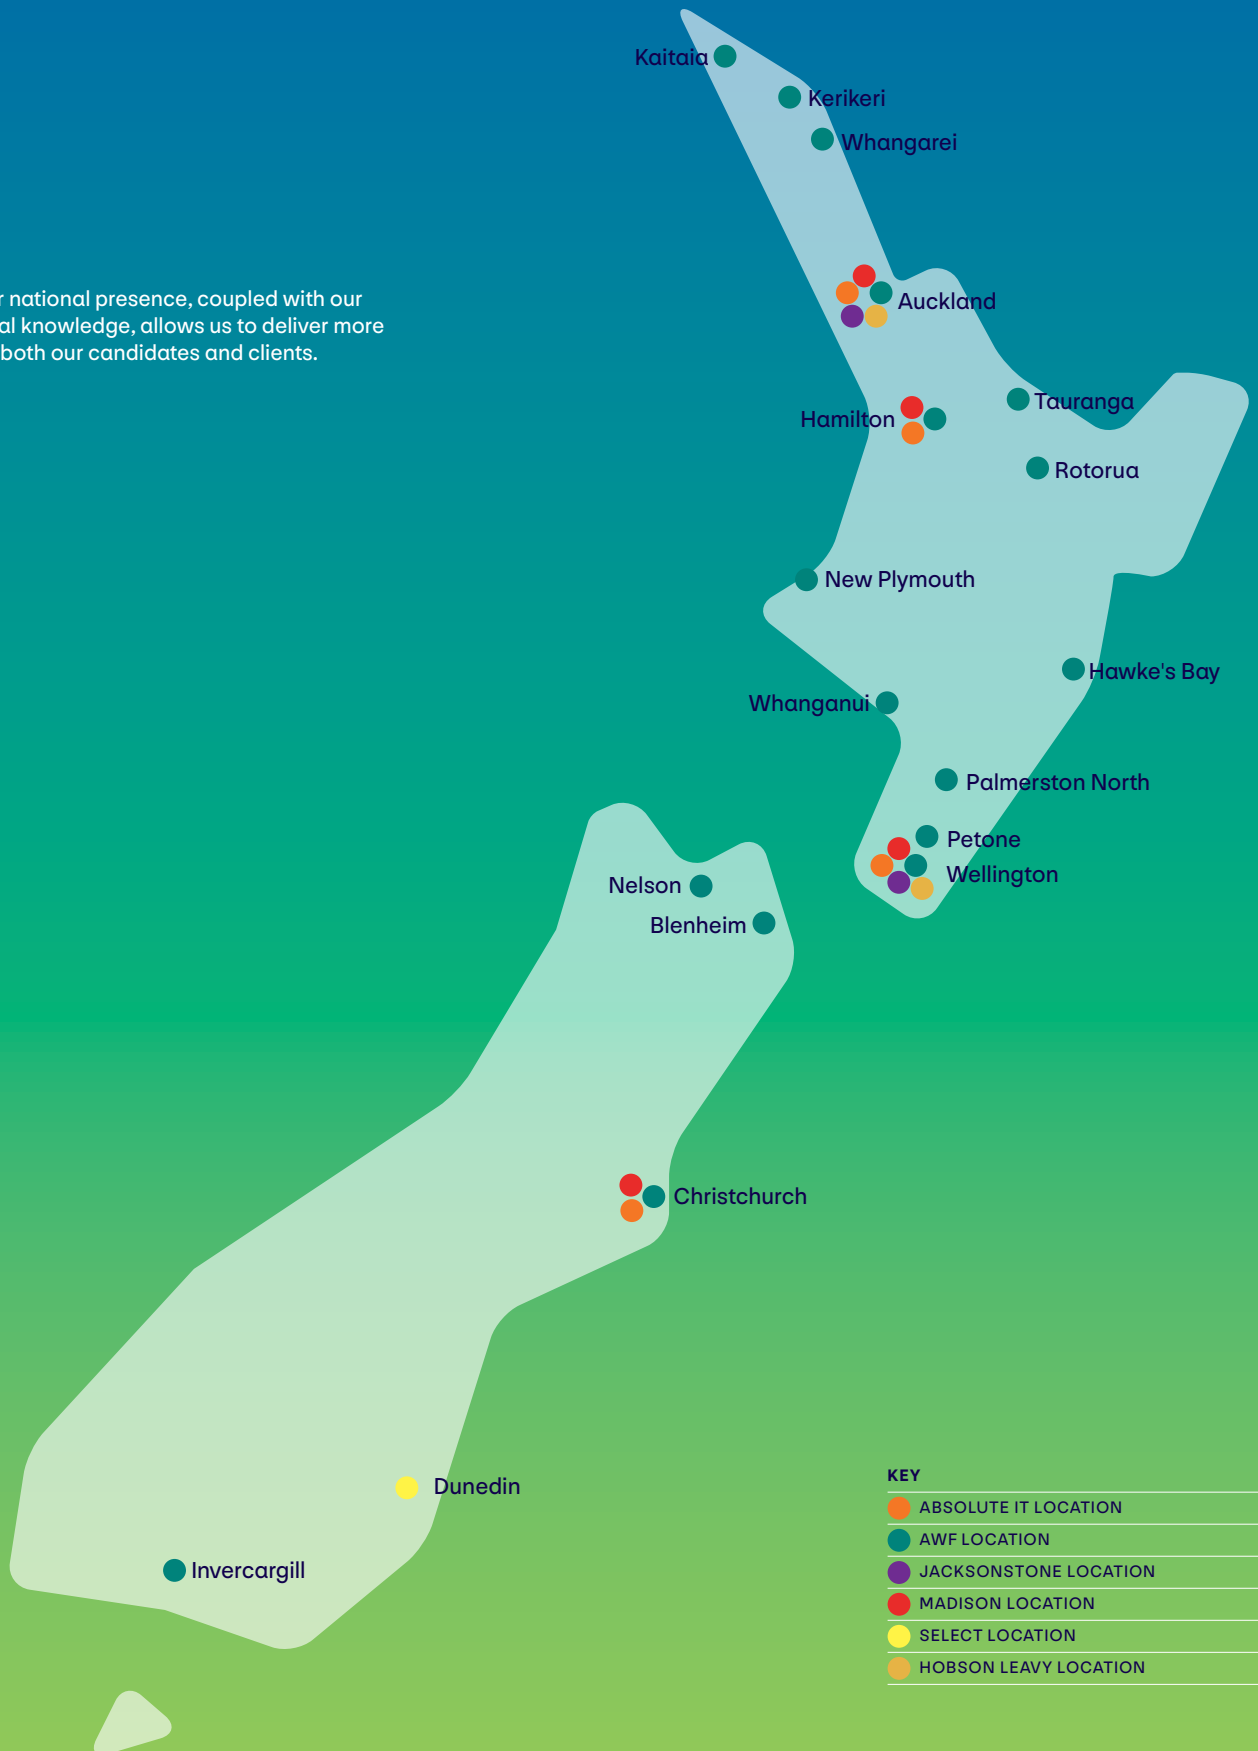 Kaitaia
Kerikeri
Whangarei
national presence, coupled with our
knowledge, allows us to deliver more
both our candidates and clients.
Auckland
Tauranga
Hamilton
Rotorua
New Plymouth
Hawke's Bay
Whanganui
Palmerston North
Petone
Wellington
Nelson
Blenheim
Christchurch
Dunedin
Invercargill
KEY
ABSOLUTE IT LOCATION
AWF LOCATION
JACKSONSTONE LOCATION
MADISON LOCATION
SELECT LOCATION
HOBSON LEAVY LOCATION